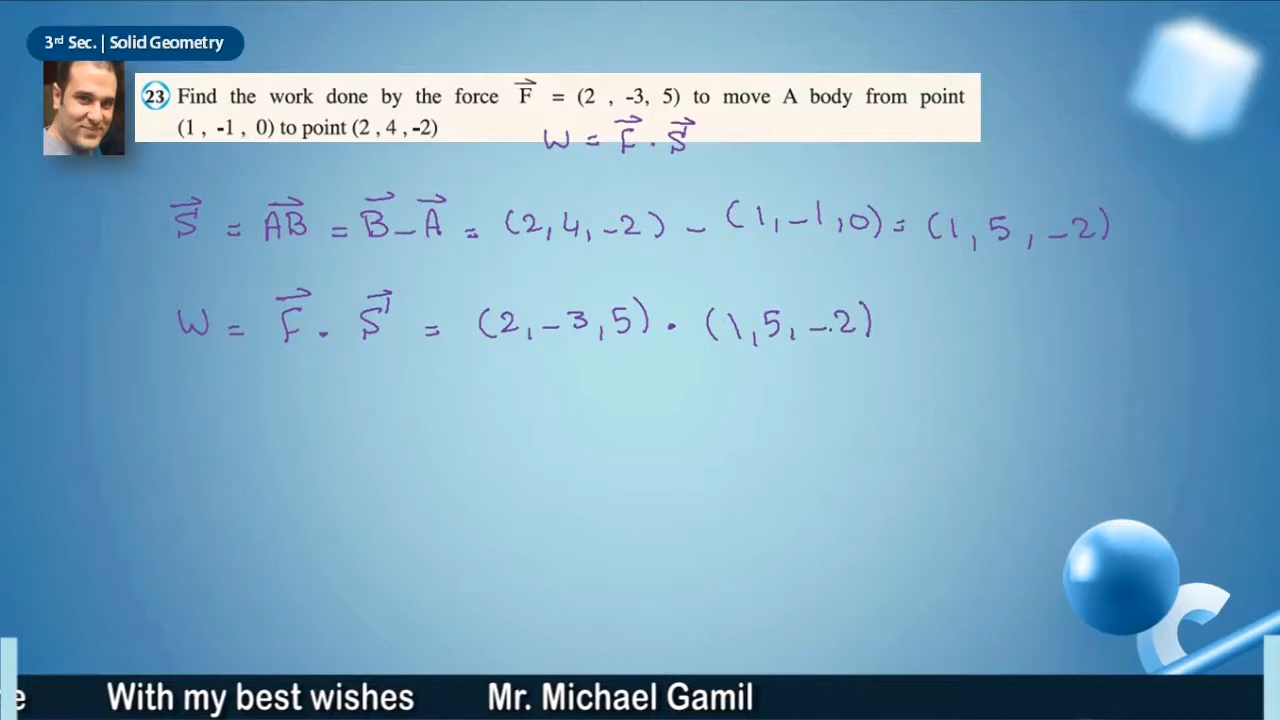 3rd Sec. | Solid Geometry
23 Find the work done by the force F⃗ = (2 , -3, 5) to move A body from point
(1 , -1 , 0) to point (2 , 4 , -2)
W = F⃗ . S⃗
S⃗ = AB⃗ = B⃗ - A⃗ = (2, 4, -2) - (1, -1, 0) = (1, 5, -2)
W = F⃗ . S⃗ = (2, -3, 5) . (1, 5, -2)
e With my best wishes Mr. Michael Gamil